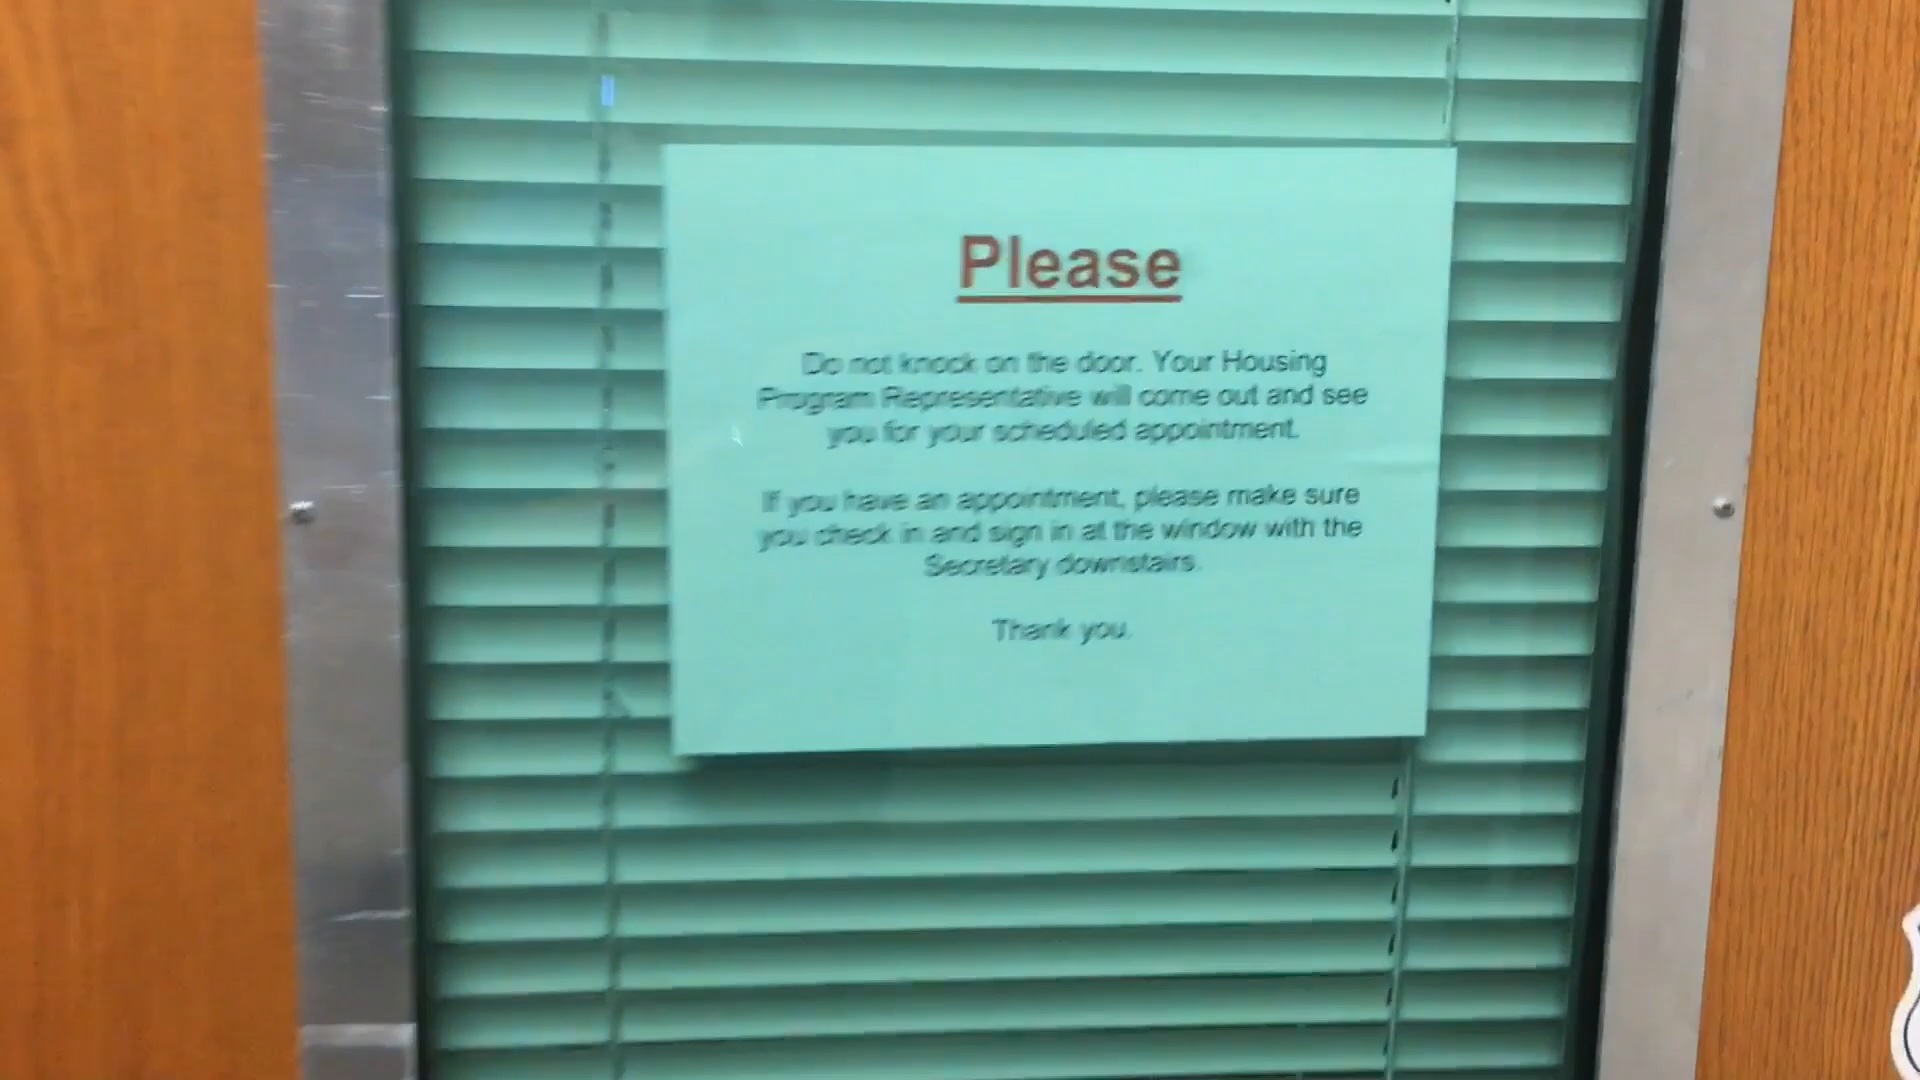 Please
Do not knock on the door. Your Housing
Program Representative will come out and see
you for your scheduled appointment.
If you have an appointment, please make sure
you check in and sign in at the window with the
Secretary downstairs.
Thank you.